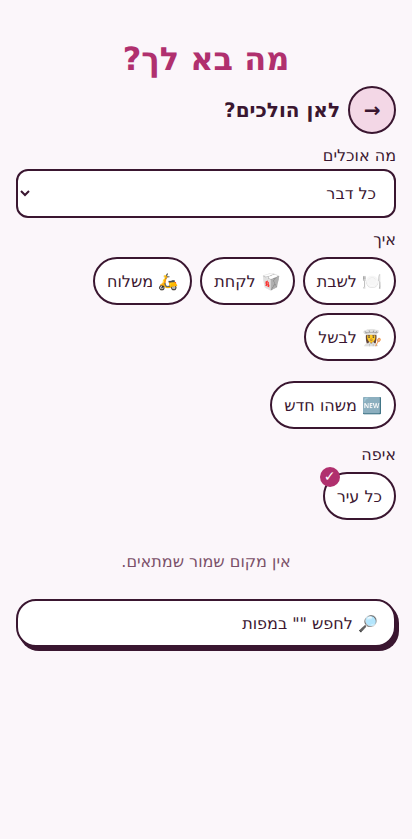 מה בא לך?
→ לאן הולכים?
מה אוכלים
כל דבר
איך
🍽️ לשבת
🥡 לקחת
🛵 משלוח
👩‍🍳 לבשל
🆕 משהו חדש
איפה
כל עיר ✓
אין מקום שמור שמתאים.
🔎 לחפש "" במפות